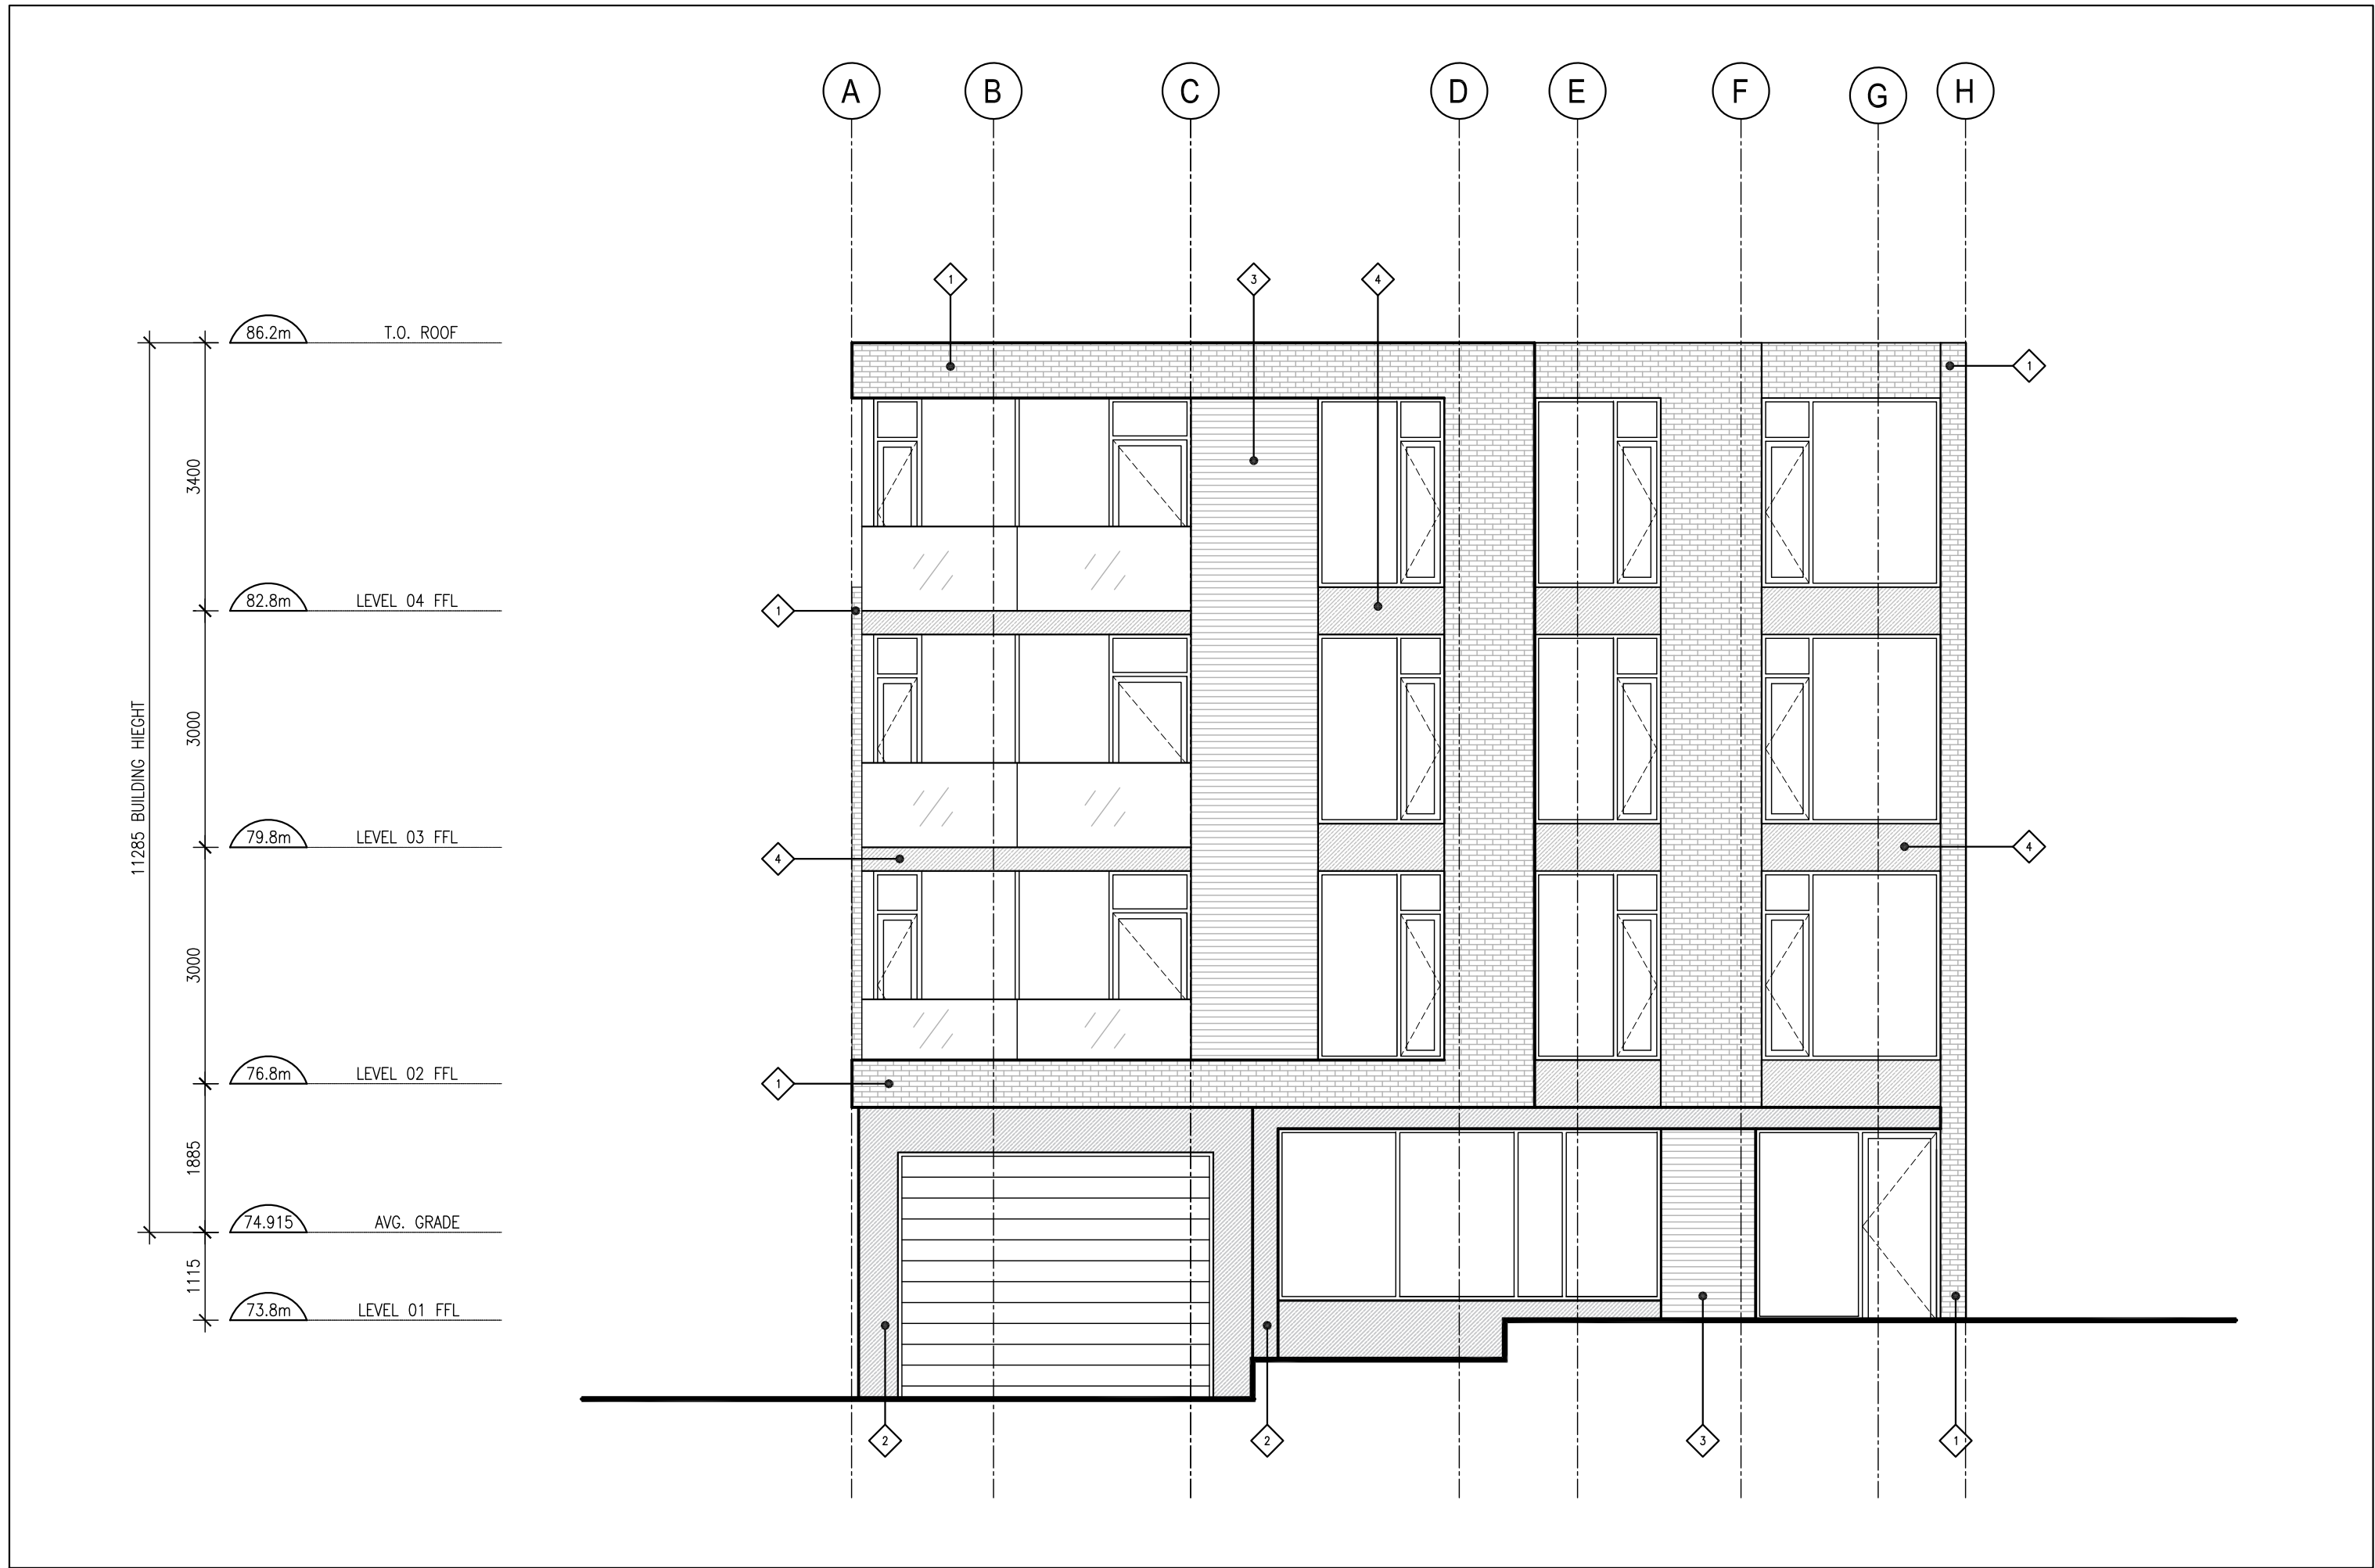 A B C D E F G H
1 3 4
86.2m T.O. ROOF
1
3400
82.8m LEVEL 04 FFL
1
3000
11285 BUILDING HIEGHT
79.8m LEVEL 03 FFL
4 4
3000
76.8m LEVEL 02 FFL
1
1885
74.915 AVG. GRADE
1115
73.8m LEVEL 01 FFL
2 2 3 1